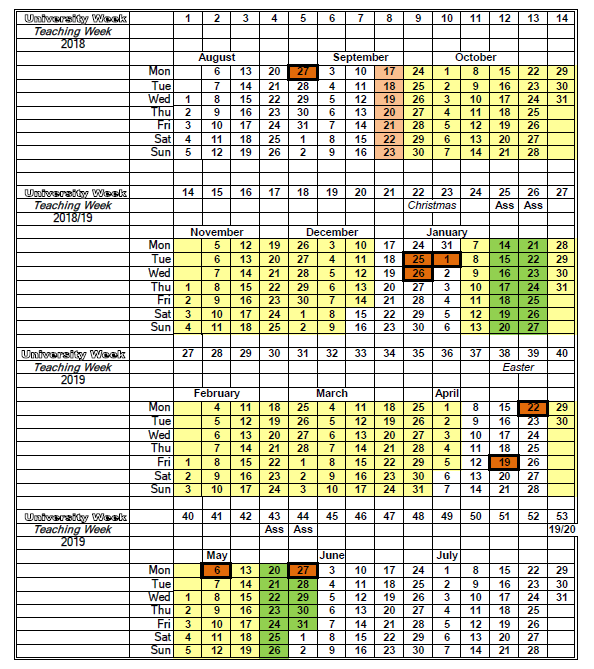 University Week 1 2 3 4 5 6 7 8 9 10 11 12 13 14
Teaching Week
2018
August September October
Mon 6 13 20 27 3 10 17 24 1 8 15 22 29
Tue 7 14 21 28 4 11 18 25 2 9 16 23 30
Wed 1 8 15 22 29 5 12 19 26 3 10 17 24 31
Thu 2 9 16 23 30 6 13 20 27 4 11 18 25
Fri 3 10 17 24 31 7 14 21 28 5 12 19 26
Sat 4 11 18 25 1 8 15 22 29 6 13 20 27
Sun 5 12 19 26 2 9 16 23 30 7 14 21 28
University Week 14 15 16 17 18 19 20 21 22 23 24 25 26 27
Teaching Week Christmas Ass Ass
2018/19
November December January
Mon 5 12 19 26 3 10 17 24 31 7 14 21 28
Tue 6 13 20 27 4 11 18 25 1 8 15 22 29
Wed 7 14 21 28 5 12 19 26 2 9 16 23 30
Thu 1 8 15 22 29 6 13 20 27 3 10 17 24 31
Fri 2 9 16 23 30 7 14 21 28 4 11 18 25
Sat 3 10 17 24 1 8 15 22 29 5 12 19 26
Sun 4 11 18 25 2 9 16 23 30 6 13 20 27
University Week 27 28 29 30 31 32 33 34 35 36 37 38 39 40
Teaching Week Easter
2019
February March April
Mon 4 11 18 25 4 11 18 25 1 8 15 22 29
Tue 5 12 19 26 5 12 19 26 2 9 16 23 30
Wed 6 13 20 27 6 13 20 27 3 10 17 24
Thu 7 14 21 28 7 14 21 28 4 11 18 25
Fri 1 8 15 22 1 8 15 22 29 5 12 19 26
Sat 2 9 16 23 2 9 16 23 30 6 13 20 27
Sun 3 10 17 24 3 10 17 24 31 7 14 21 28
University Week 40 41 42 43 44 45 46 47 48 49 50 51 52 53
Teaching Week Ass Ass 19/20
2019
May June July
Mon 6 13 20 27 3 10 17 24 1 8 15 22 29
Tue 7 14 21 28 4 11 18 25 2 9 16 23 30
Wed 1 8 15 22 29 5 12 19 26 3 10 17 24 31
Thu 2 9 16 23 30 6 13 20 27 4 11 18 25
Fri 3 10 17 24 31 7 14 21 28 5 12 19 26
Sat 4 11 18 25 1 8 15 22 29 6 13 20 27
Sun 5 12 19 26 2 9 16 23 30 7 14 21 28